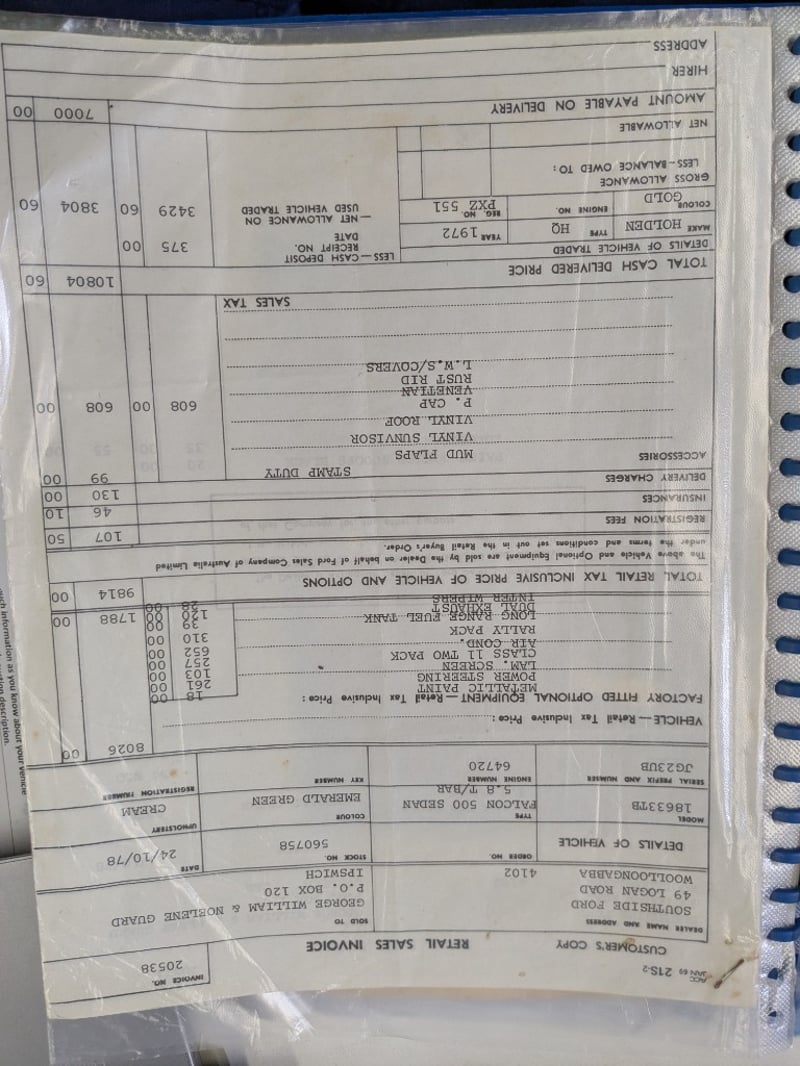 ACC 21S-2
JAN 69
INVOICE NO.
20538
CUSTOMER'S COPY
RETAIL SALES INVOICE
DEALER NAME AND ADDRESS
SOUTHSIDE FORD
49 LOGAN ROAD
WOOLLOONGABBA 4102
SOLD TO
GEORGE WILLIAM & NOELENE GUARD
P.O. BOX 120
IPSWICH
DETAILS OF VEHICLE
ORDER NO.
STOCK NO.
560758
DATE
24/10/78
MODEL
18633TB
TYPE
FALCON 500 SEDAN
5.8 T/BAR
COLOUR
EMERALD GREEN
UPHOLSTERY
CREAM
SERIAL PREFIX AND NUMBER
JG23UB
ENGINE NUMBER
64720
KEY NUMBER
REGISTRATION NUMBER
VEHICLE — Retail Tax Inclusive Price: 8026 00
FACTORY FITTED OPTIONAL EQUIPMENT — Retail Tax Inclusive Price:
METALLIC PAINT 18 00
POWER STEERING 261 00
LAM. SCREEN 103 00
CLASS 11 TWO PACK 257 00
AIR COND. 652 00
RALLY PACK 310 00
LONG RANGE FUEL TANK 39 00
DUAL EXHAUST 120 00
INTER WIPERS 28 00
1788 00
TOTAL RETAIL TAX INCLUSIVE PRICE OF VEHICLE AND OPTIONS 9814 00
The above Vehicle and Optional Equipment are sold by the Dealer on behalf of Ford Sales Company of Australia Limited
under the terms and conditions set out in the Retail Buyer's Order.
REGISTRATION FEES 107 50
INSURANCES 46 10
DELIVERY CHARGES 130 00
STAMP DUTY 99 00
ACCESSORIES
MUD FLAPS
VINYL SUNVISOR
VINYL ROOF
P. CAP
VENETIAN
RUST RID
L.W.S/COVERS
608 00 608 00
SALES TAX
TOTAL CASH DELIVERED PRICE 10804 60
DETAILS OF VEHICLE TRADED
MAKE HOLDEN TYPE HQ YEAR 1972
COLOUR GOLD ENGINE NO. REG. NO. PXZ 551
GROSS ALLOWANCE
LESS—BALANCE OWED TO:
NET ALLOWABLE
LESS—CASH DEPOSIT
RECEIPT NO.
DATE
375 00
—NET ALLOWANCE ON
USED VEHICLE TRADED
3429 60 3804 60
AMOUNT PAYABLE ON DELIVERY 7000 00
HIRER
ADDRESS